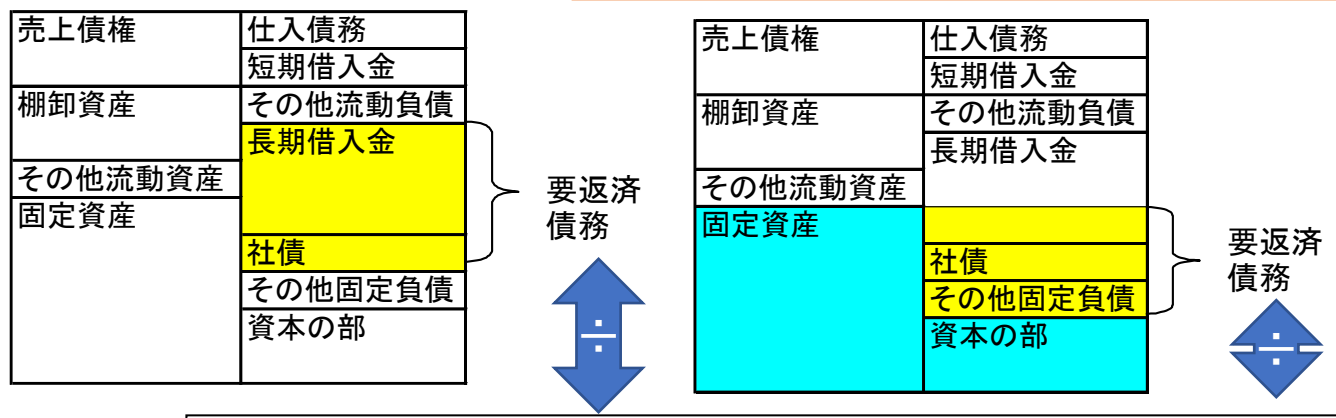 売上債権
仕入債務
短期借入金
棚卸資産
その他流動負債
長期借入金
その他流動資産
固定資産
社債
その他固定負債
資本の部
要返済
債務
÷
売上債権
仕入債務
短期借入金
棚卸資産
その他流動負債
長期借入金
その他流動資産
固定資産
社債
その他固定負債
資本の部
要返済
債務
÷